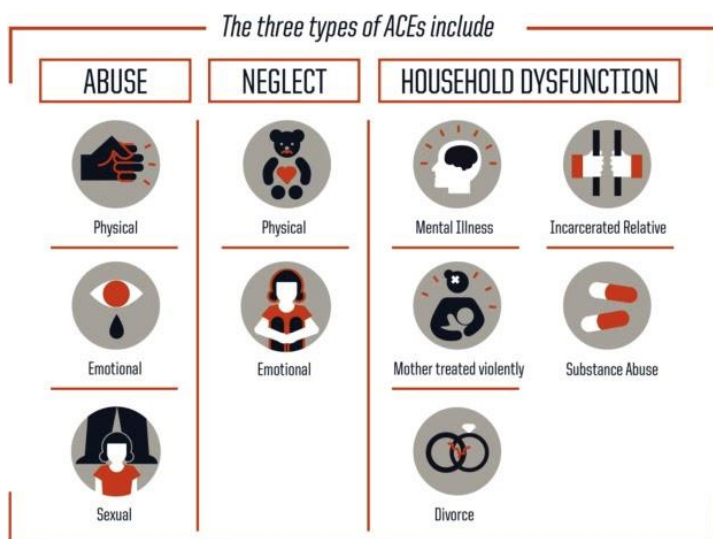 The three types of ACEs include
ABUSE
NEGLECT
HOUSEHOLD DYSFUNCTION
Physical
Physical
Mental Illness
Incarcerated Relative
Emotional
Emotional
Mother treated violently
Substance Abuse
Sexual
Divorce